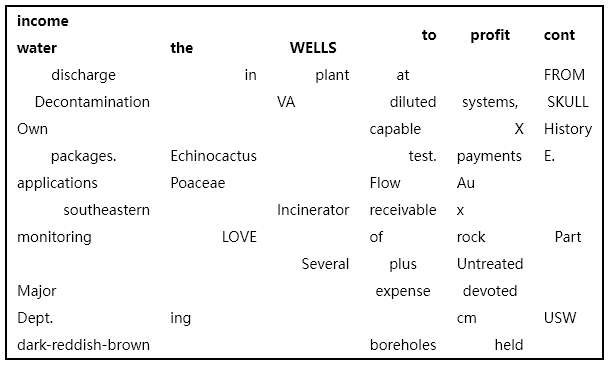 income
to profit cont
water the WELLS
discharge in plant at FROM
Decontamination VA diluted systems, SKULL
Own capable X History
packages. Echinocactus test. payments E.
applications Poaceae Flow Au
southeastern Incinerator receivable x
monitoring LOVE of rock Part
Several plus Untreated
Major expense devoted
Dept. ing cm USW
dark-reddish-brown boreholes held